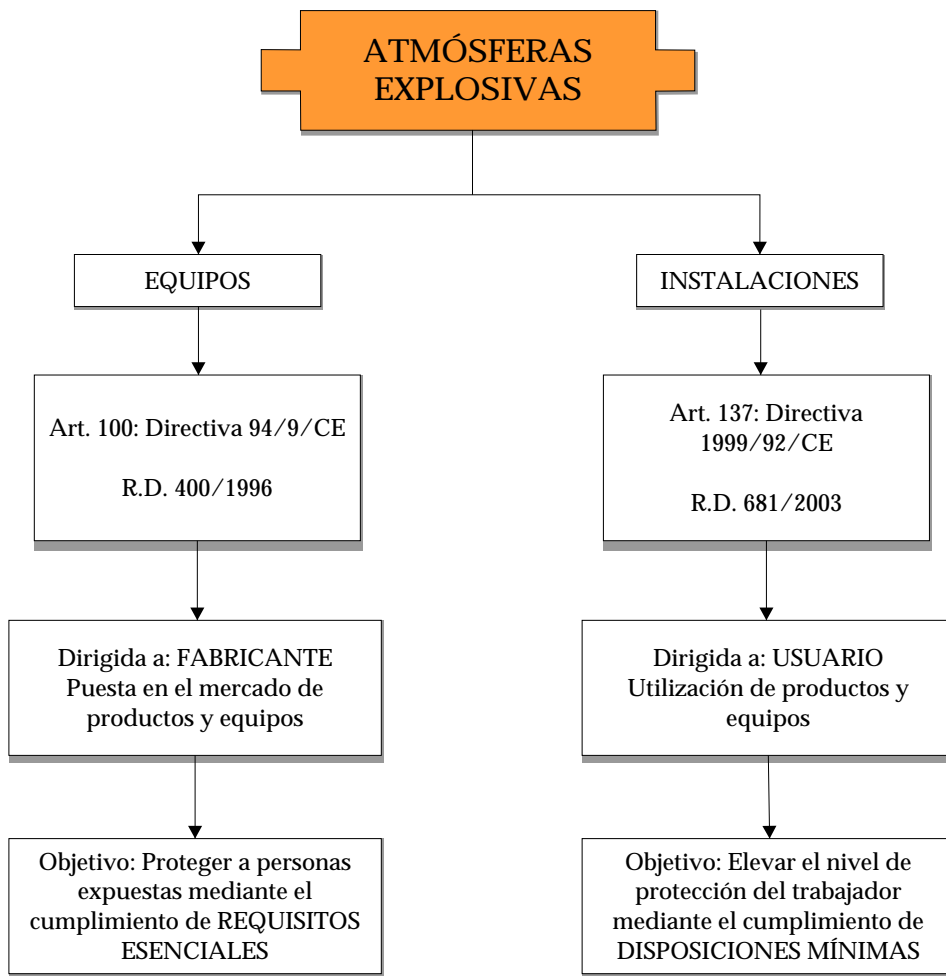 ATMÓSFERAS
EXPLOSIVAS
EQUIPOS
INSTALACIONES
Art. 100: Directiva 94/9/CE
R.D. 400/1996
Art. 137: Directiva
1999/92/CE
R.D. 681/2003
Dirigida a: FABRICANTE
Puesta en el mercado de
productos y equipos
Dirigida a: USUARIO
Utilización de productos y
equipos
Objetivo: Proteger a personas
expuestas mediante el
cumplimiento de REQUISITOS
ESENCIALES
Objetivo: Elevar el nivel de
protección del trabajador
mediante el cumplimiento de
DISPOSICIONES MÍNIMAS